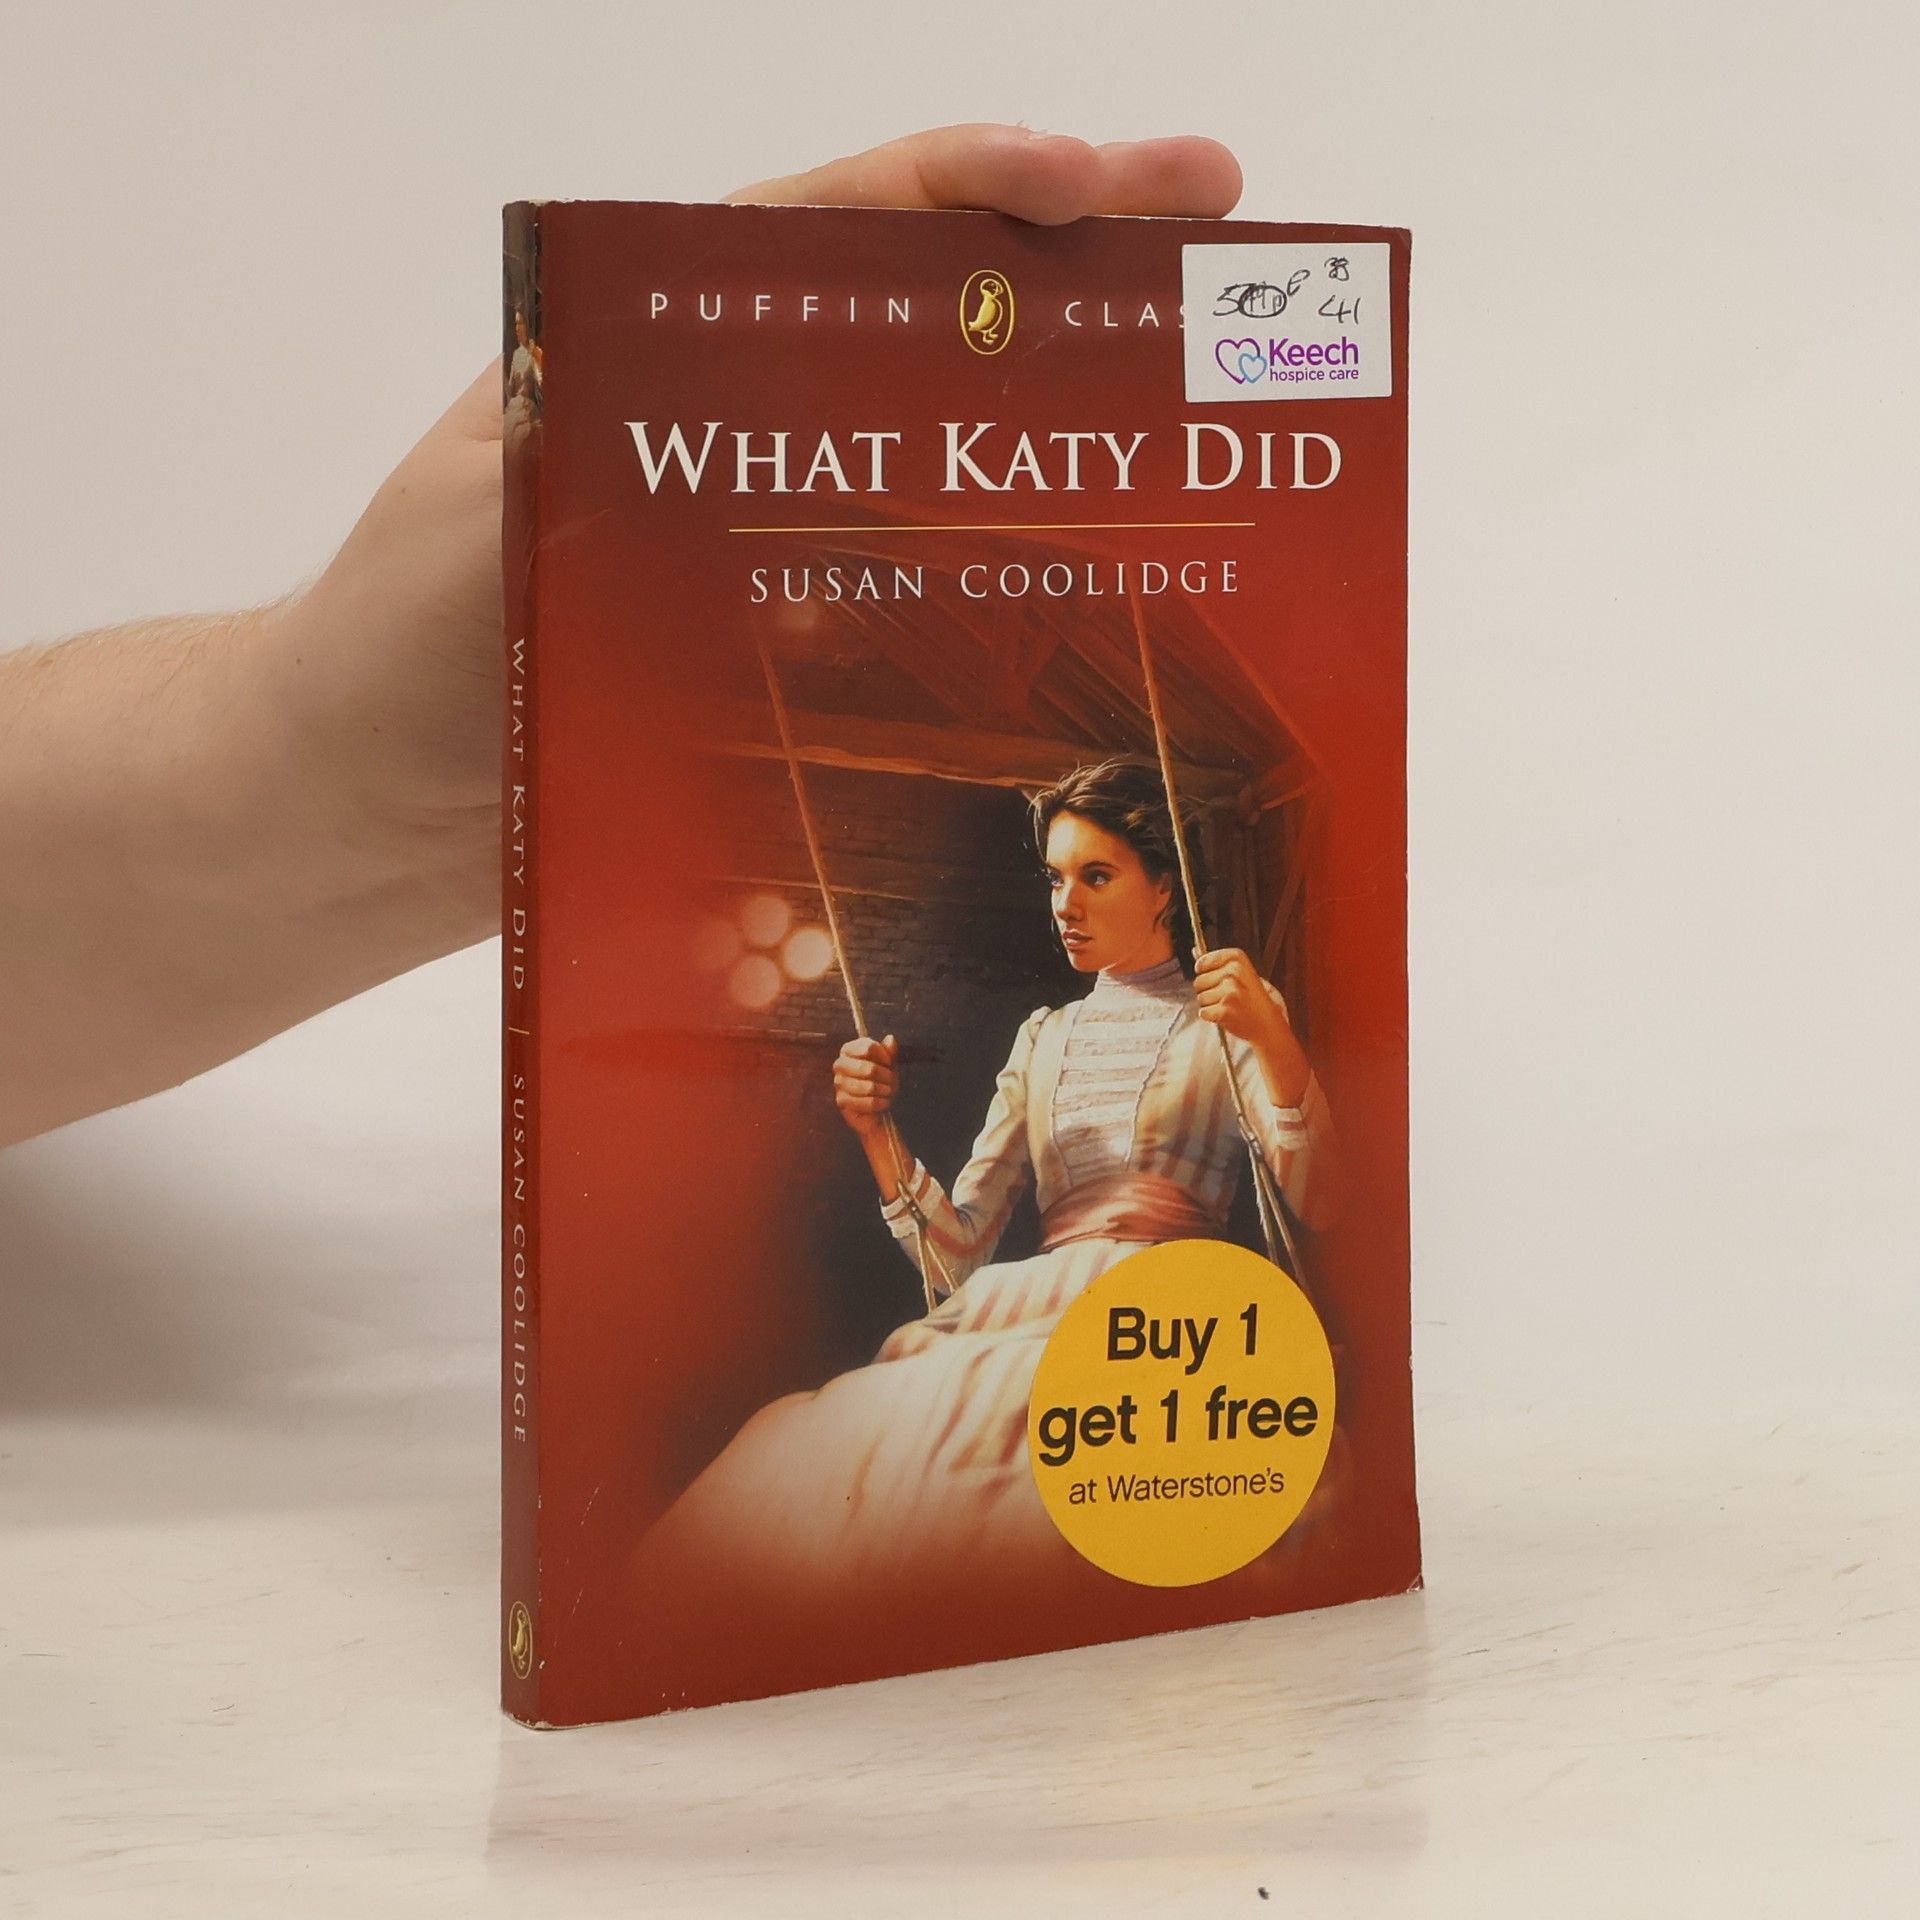 PUFFIN CLAS
Keech
hospice care
WHAT KATY DID
SUSAN COOLIDGE
Buy 1
get 1 free
at Waterstone's
WHAT KATY DID | SUSAN COOLIDGE